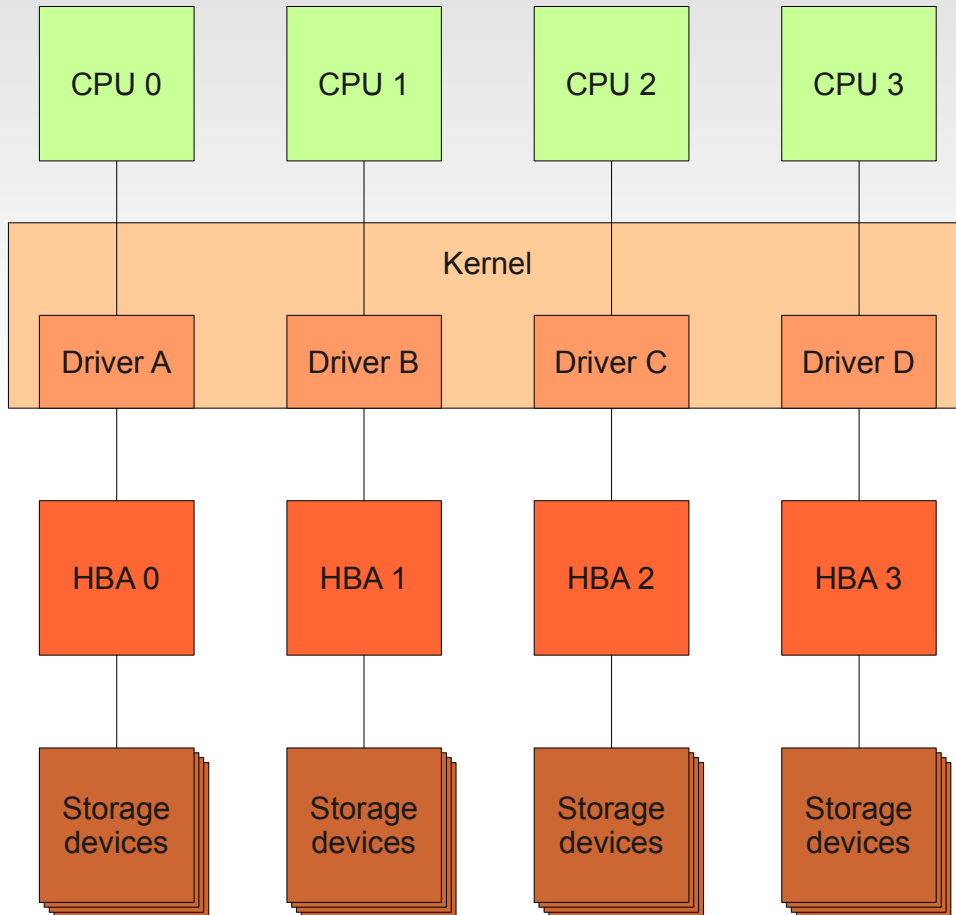 CPU 0
CPU 1
CPU 2
CPU 3
Kernel
Driver A
Driver B
Driver C
Driver D
HBA 0
HBA 1
HBA 2
HBA 3
Storage
devices
Storage
devices
Storage
devices
Storage
devices